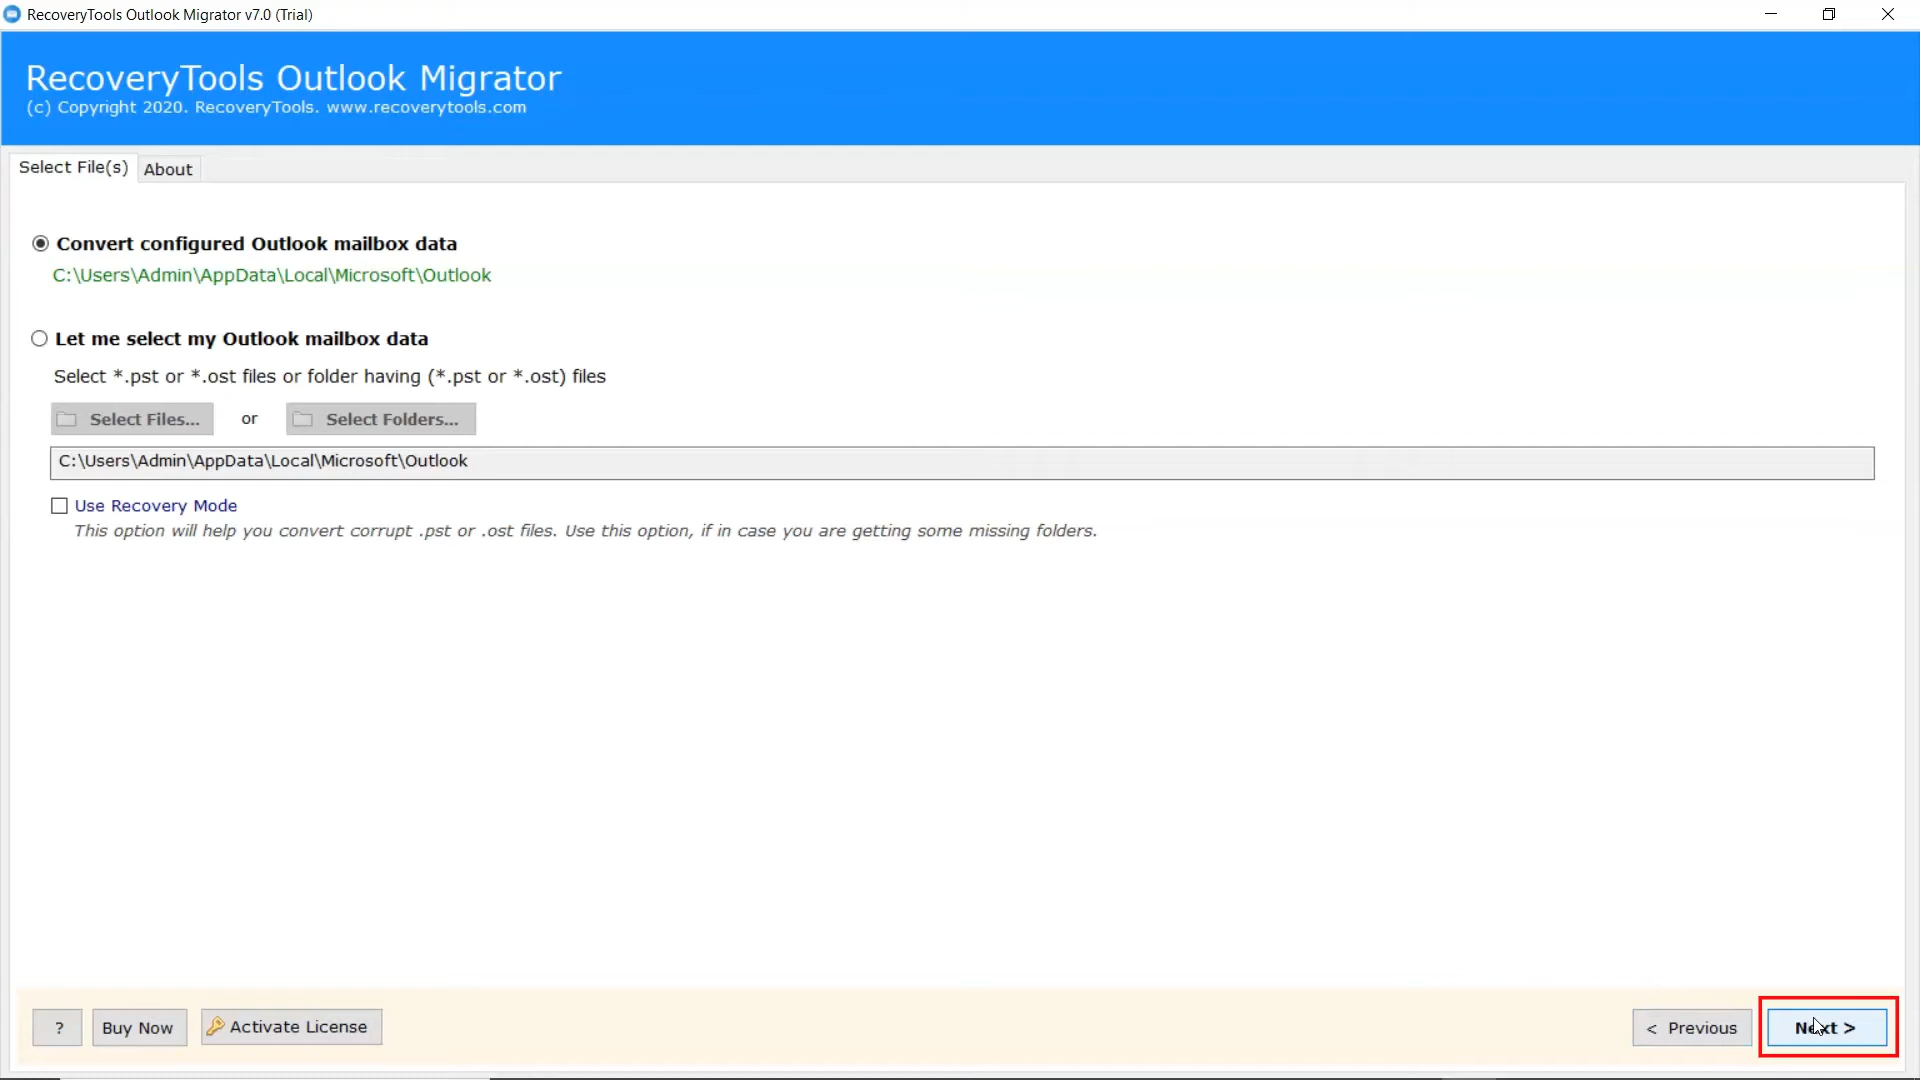 RecoveryTools Outlook Migrator v7.0 (Trial)
RecoveryTools Outlook Migrator
(c) Copyright 2020. RecoveryTools. www.recoverytools.com
Select File(s) About
Convert configured Outlook mailbox data
C:\Users\Admin\AppData\Local\Microsoft\Outlook
Let me select my Outlook mailbox data
Select *.pst or *.ost files or folder having (*.pst or *.ost) files
Select Files... or Select Folders...
C:\Users\Admin\AppData\Local\Microsoft\Outlook
Use Recovery Mode
This option will help you convert corrupt .pst or .ost files. Use this option, if in case you are getting some missing folders.
? Buy Now Activate License < Previous Next >